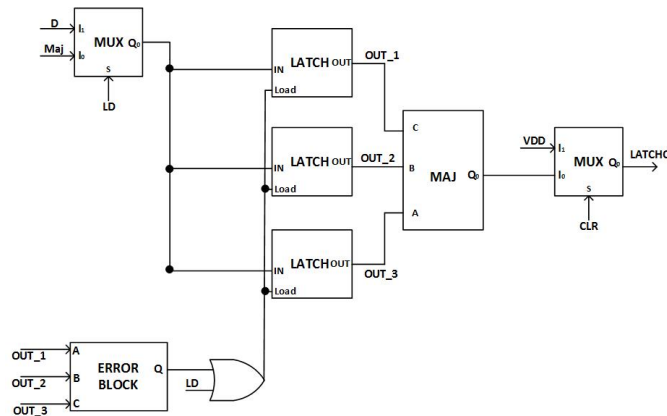 D
I₁
MUX
Q₀
Maj
I₀
S
LD
LATCH
OUT
OUT_1
IN
Load
LATCH
OUT
OUT_2
IN
Load
LATCH
OUT
OUT_3
IN
Load
C
B
A
MAJ
Q₀
VDD
I₁
MUX
Q₀
LATCHO
I₀
S
CLR
OUT_1
A
OUT_2
B
OUT_3
C
ERROR
BLOCK
Q
LD